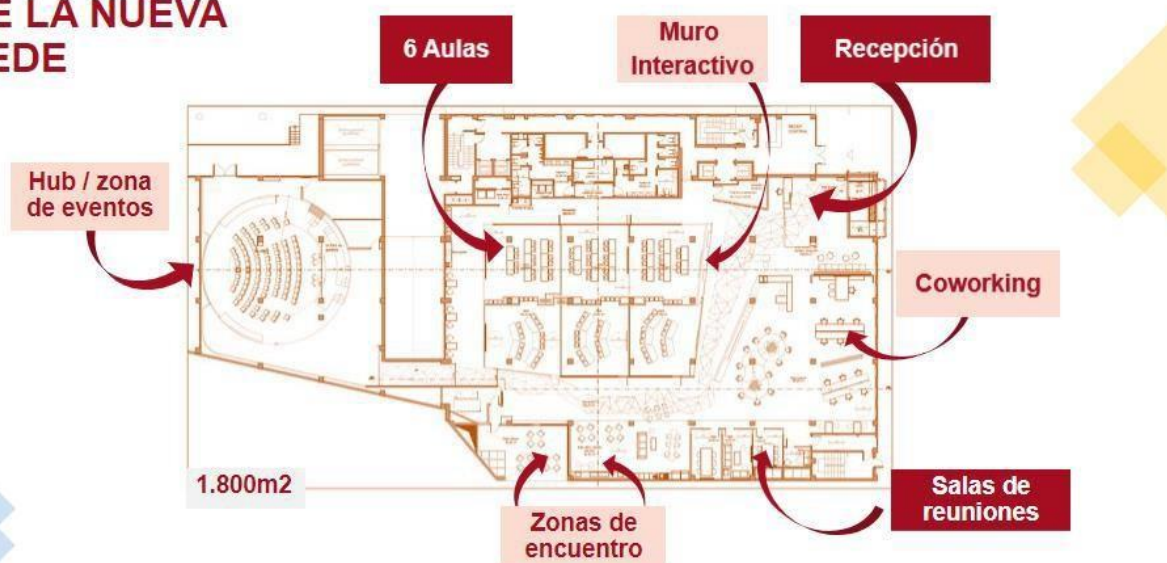 E LA NUEVA
EDE
6 Aulas
Muro
Interactivo
Recepción
Hub / zona
de eventos
Coworking
1.800m2
Zonas de
encuentro
Salas de
reuniones